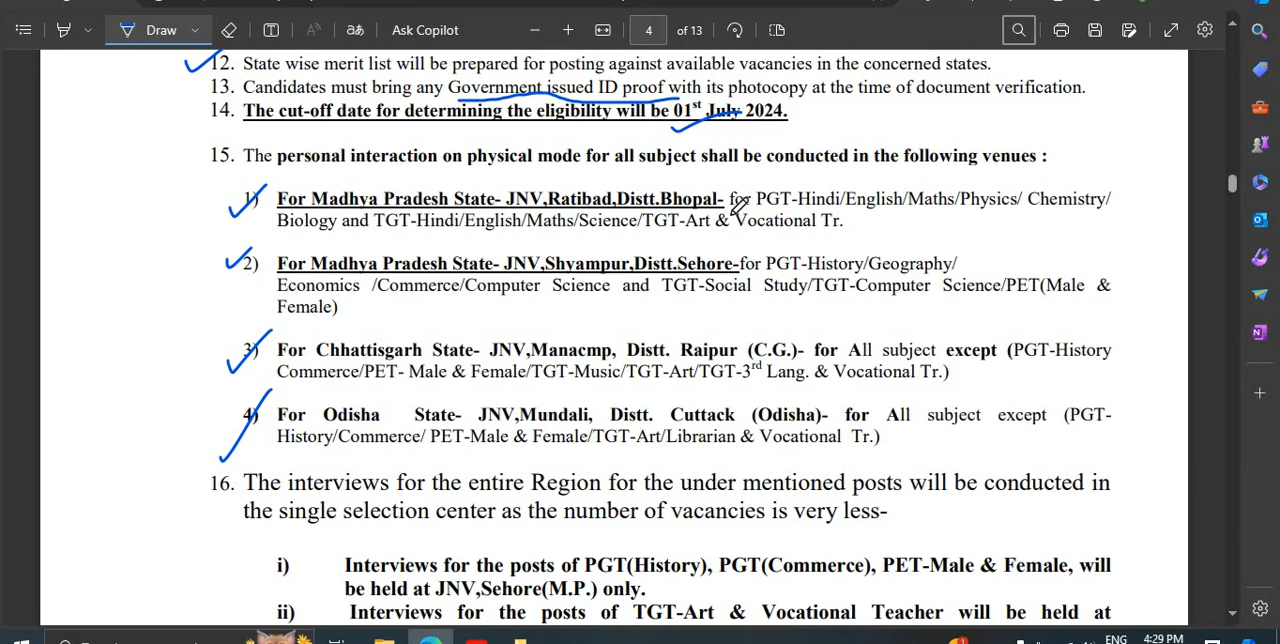 Draw
Ask Copilot
4 of 13
12. State wise merit list will be prepared for posting against available vacancies in the concerned states.
13. Candidates must bring any Government issued ID proof with its photocopy at the time of document verification.
14. The cut-off date for determining the eligibility will be 01st July 2024.
15. The personal interaction on physical mode for all subject shall be conducted in the following venues :
1) For Madhya Pradesh State- JNV,Ratibad,Distt.Bhopal- for PGT-Hindi/English/Maths/Physics/ Chemistry/
Biology and TGT-Hindi/English/Maths/Science/TGT-Art & Vocational Tr.
2) For Madhya Pradesh State- JNV,Shyampur,Distt.Sehore-for PGT-History/Geography/
Economics /Commerce/Computer Science and TGT-Social Study/TGT-Computer Science/PET(Male &
Female)
3) For Chhattisgarh State- JNV,Manacmp, Distt. Raipur (C.G.)- for All subject except (PGT-History
Commerce/PET- Male & Female/TGT-Music/TGT-Art/TGT-3rd Lang. & Vocational Tr.)
4) For Odisha State- JNV,Mundali, Distt. Cuttack (Odisha)- for All subject except (PGT-
History/Commerce/ PET-Male & Female/TGT-Art/Librarian & Vocational Tr.)
16. The interviews for the entire Region for the under mentioned posts will be conducted in
the single selection center as the number of vacancies is very less-
i) Interviews for the posts of PGT(History), PGT(Commerce), PET-Male & Female, will
be held at JNV,Sehore(M.P.) only.
ii) Interviews for the posts of TGT-Art & Vocational Teacher will be held at
ENG
4:29 PM